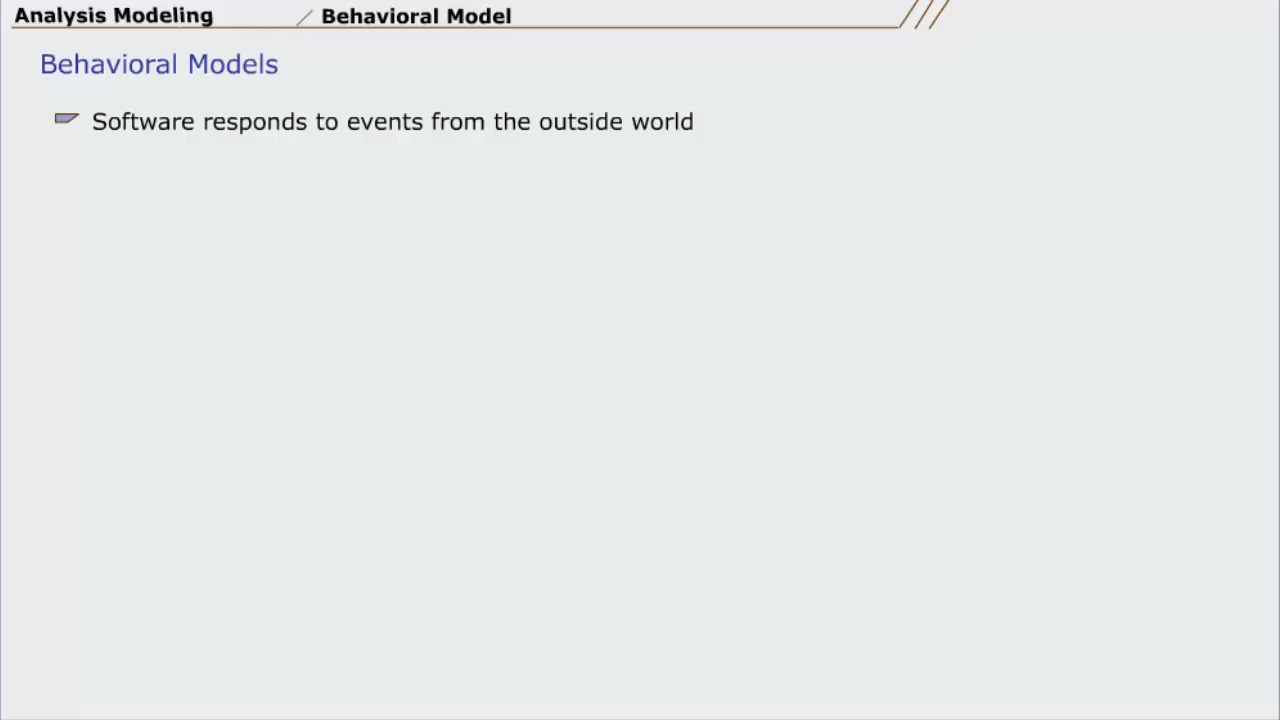 Analysis Modeling / Behavioral Model
Behavioral Models
Software responds to events from the outside world